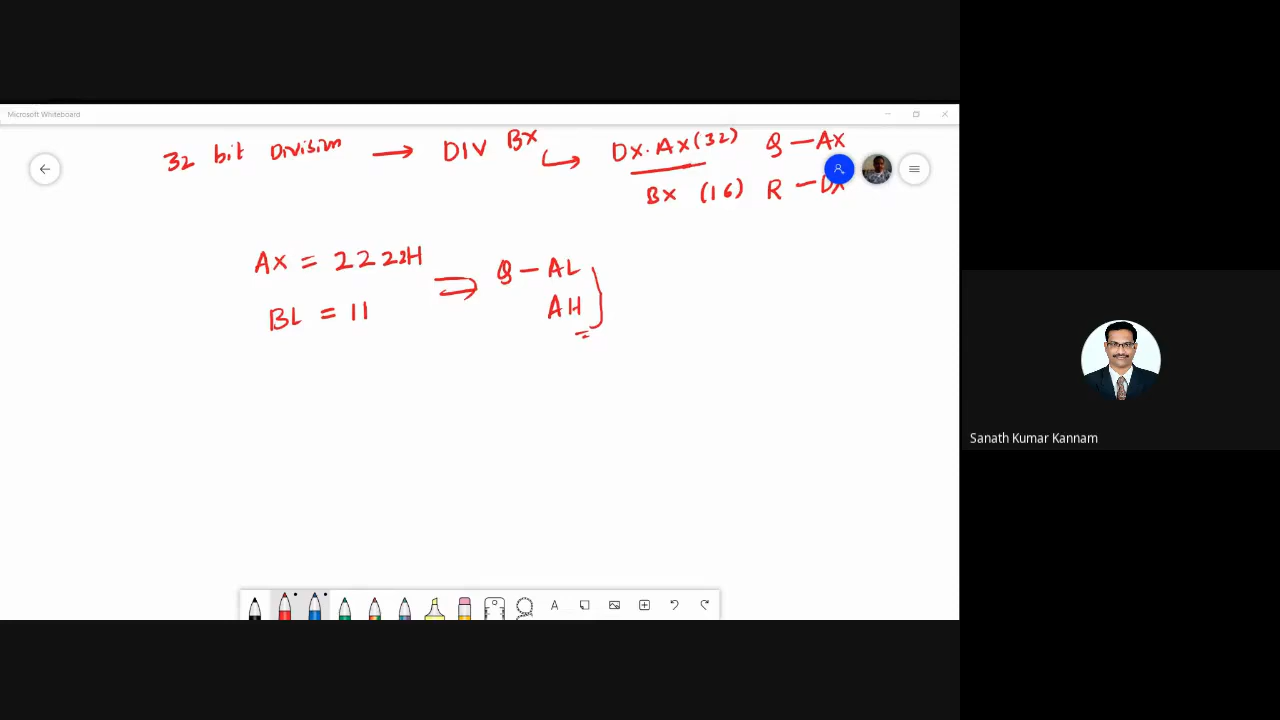 Microsoft Whiteboard
32 bit Division → DIV BX → DX.AX(32) Q — AX
BX (16) R — DX
AX = 2222H ⇒ Q — AL
BL = 11 AH
Sanath Kumar Kannam
A